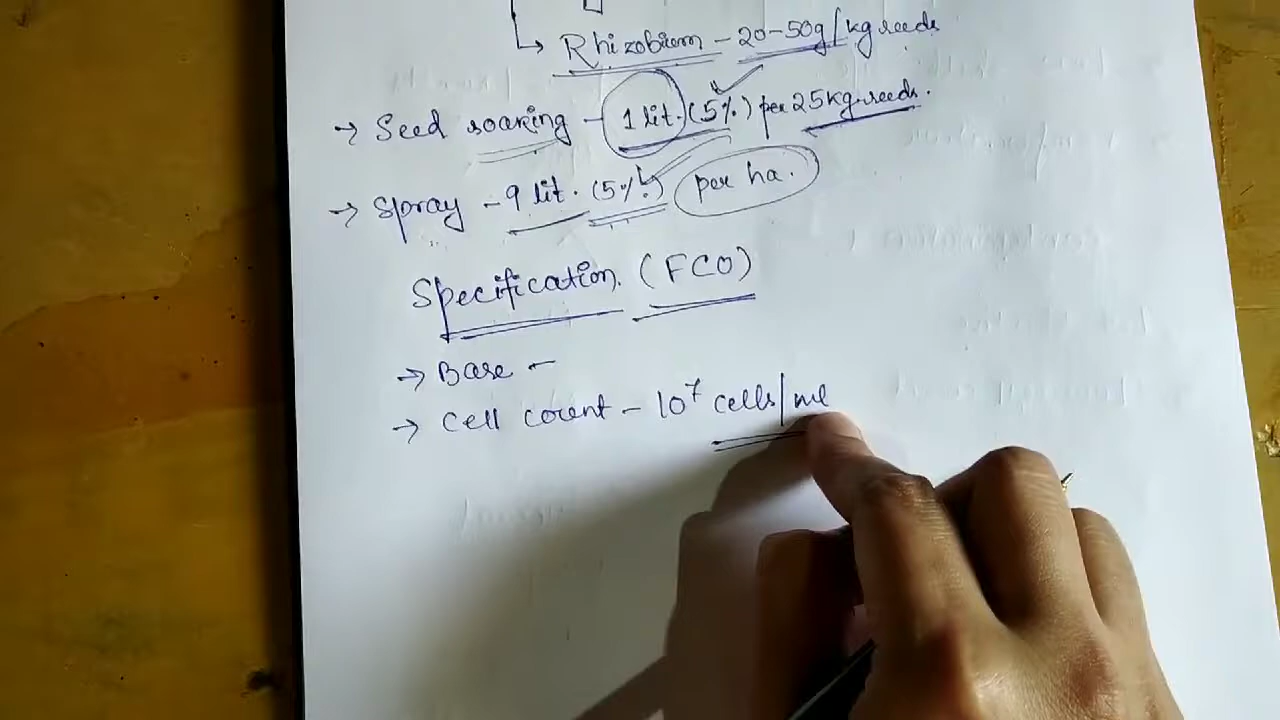 ↳ Rhizobium - 20-50g/kg seeds
→ Seed soaking - 1 lit. (5%) per 25kg seeds.
→ Spray - 9 lit. (5%) per ha.
Specification. (FCO)
→ Base -
→ Cell count - 10⁷ cells/ml